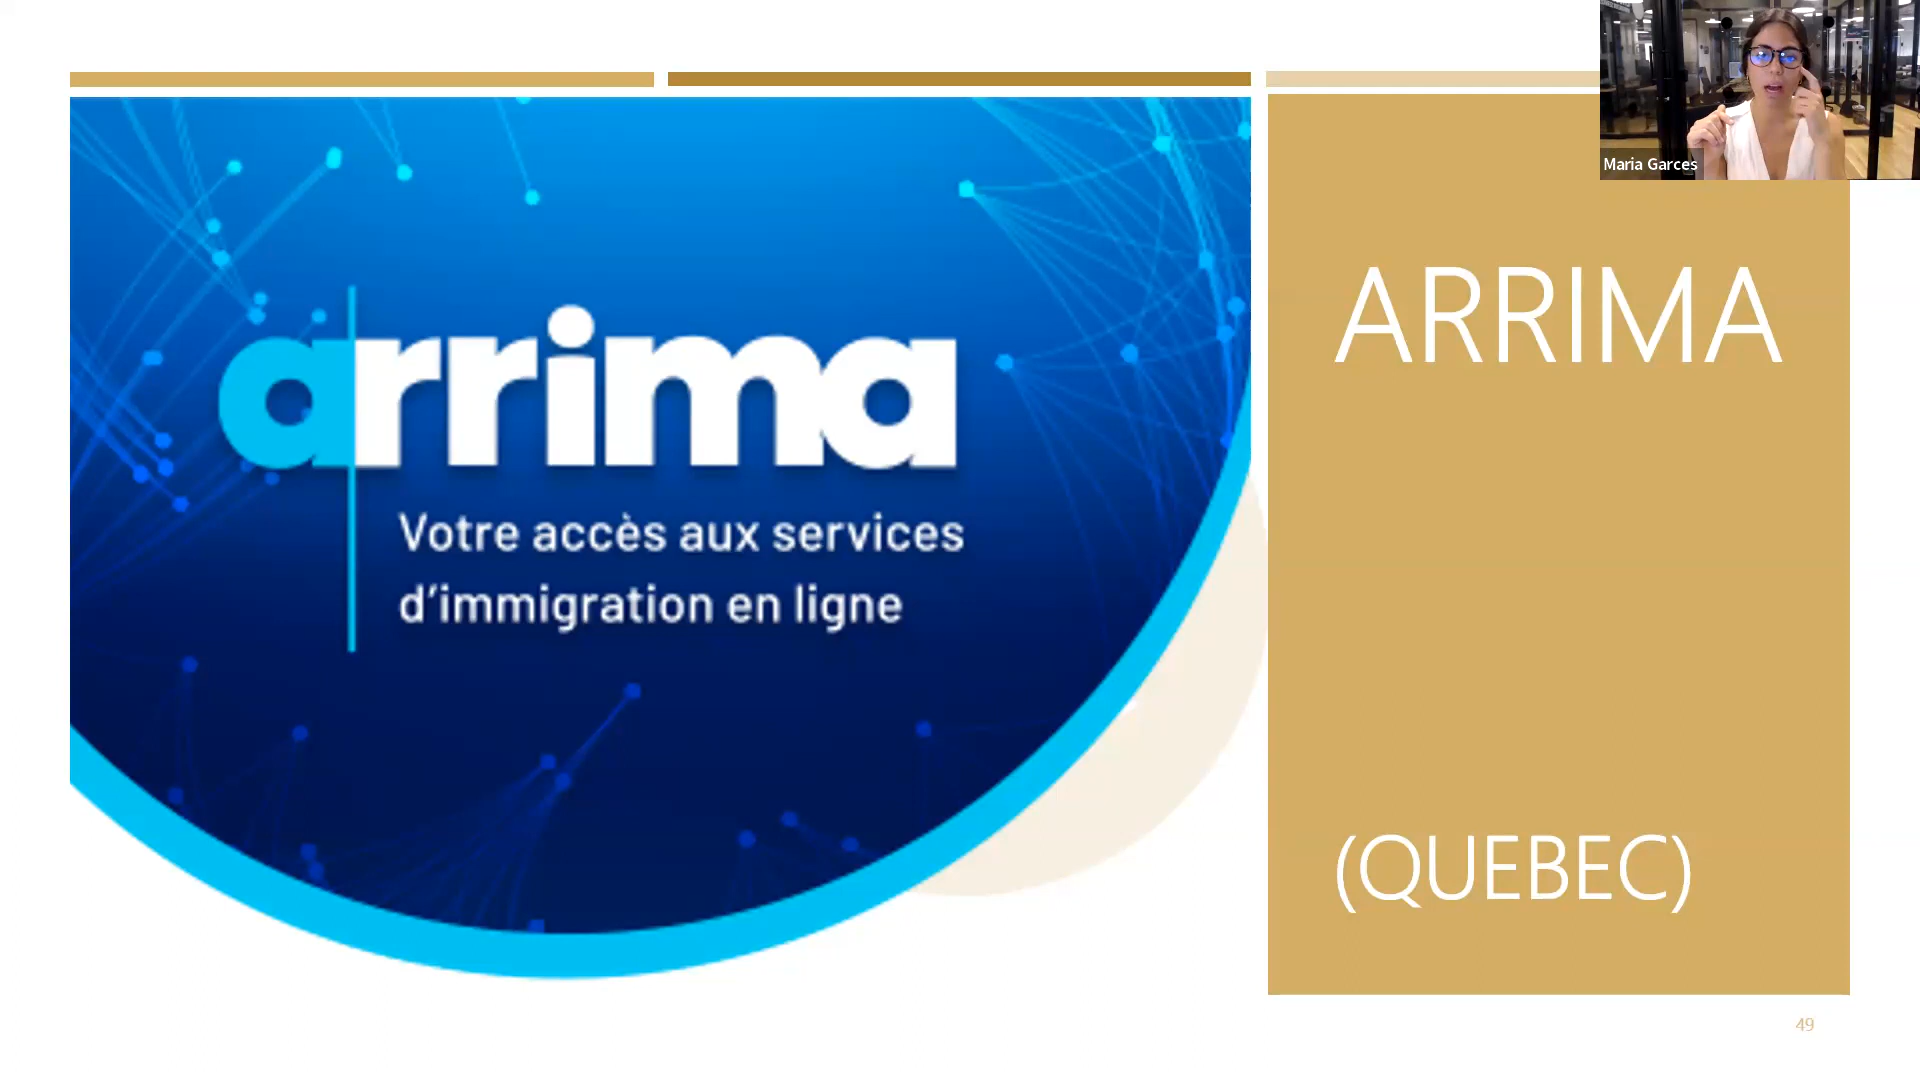 arrima
Votre accès aux services
d'immigration en ligne
ARRIMA
(QUEBEC)
Maria Garces
49